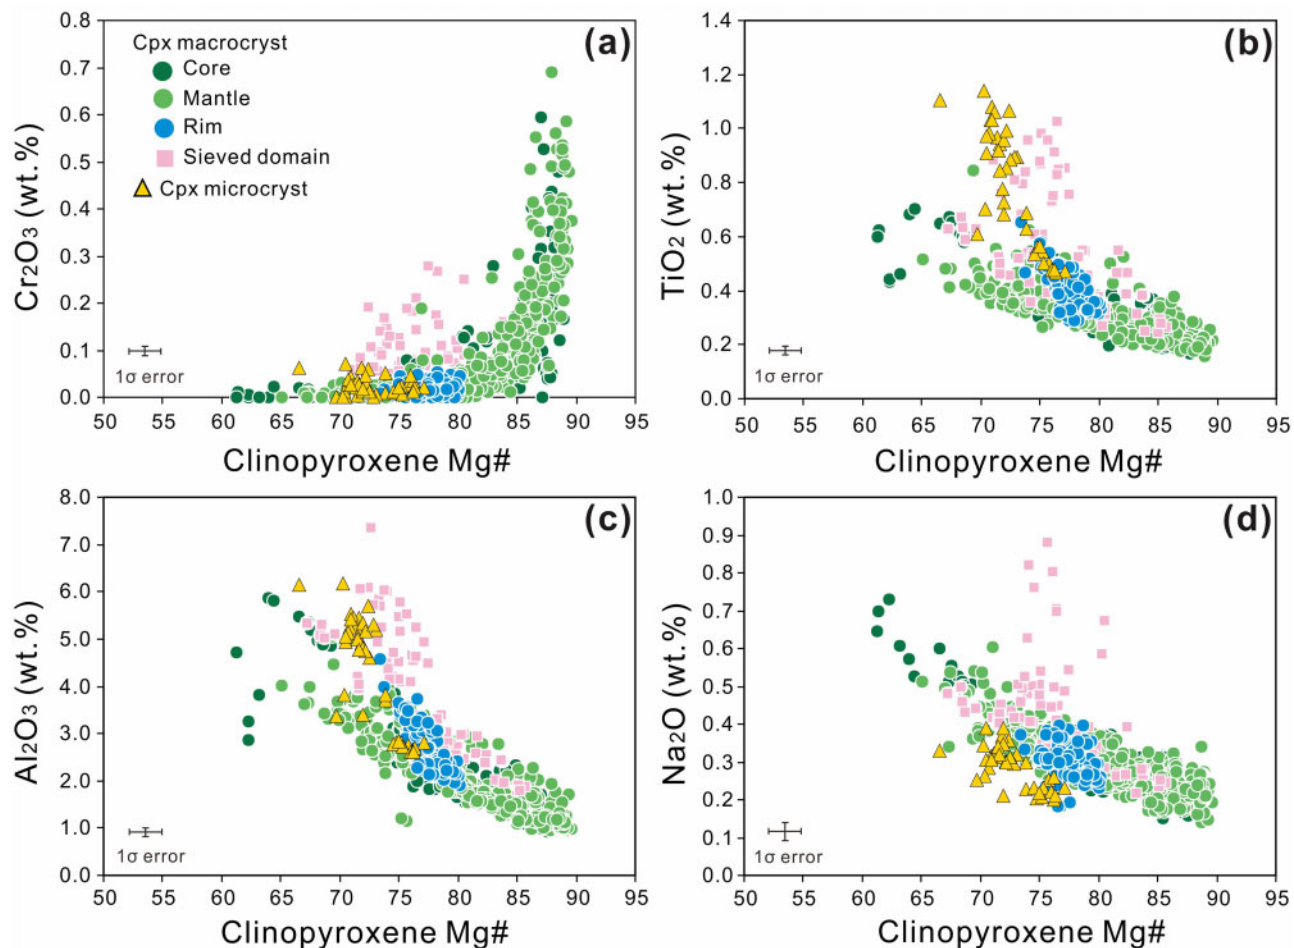 (a)
Cpx macrocryst
Core
Mantle
Rim
Sieved domain
Cpx microcryst
1σ error
Cr2O3 (wt. %)
0.8
0.7
0.6
0.5
0.4
0.3
0.2
0.1
0.0
50 55 60 65 70 75 80 85 90 95
Clinopyroxene Mg#
(b)
1σ error
TiO2 (wt. %)
1.4
1.2
1.0
0.8
0.6
0.4
0.2
0.0
50 55 60 65 70 75 80 85 90 95
Clinopyroxene Mg#
(c)
1σ error
Al2O3 (wt. %)
8.0
7.0
6.0
5.0
4.0
3.0
2.0
1.0
0.0
50 55 60 65 70 75 80 85 90 95
Clinopyroxene Mg#
(d)
1σ error
Na2O (wt. %)
1.0
0.9
0.8
0.7
0.6
0.5
0.4
0.3
0.2
0.1
0.0
50 55 60 65 70 75 80 85 90 95
Clinopyroxene Mg#